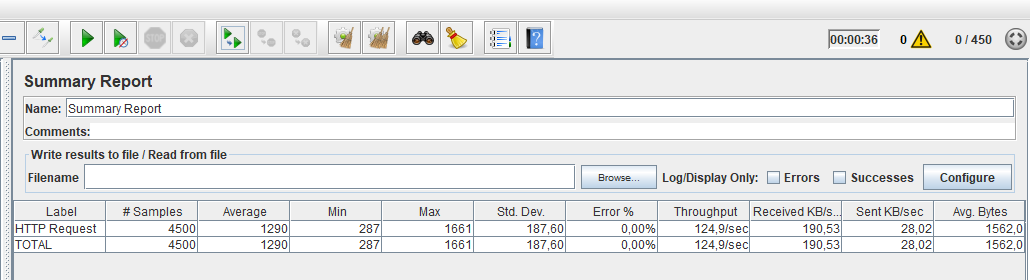 00:00:36 0 0 / 450
Summary Report
Name: Summary Report
Comments:
Write results to file / Read from file
Filename Browse... Log/Display Only: Errors Successes Configure
Label # Samples Average Min Max Std. Dev. Error % Throughput Received KB/s... Sent KB/sec Avg. Bytes
HTTP Request 4500 1290 287 1661 187,60 0,00% 124,9/sec 190,53 28,02 1562,0
TOTAL 4500 1290 287 1661 187,60 0,00% 124,9/sec 190,53 28,02 1562,0